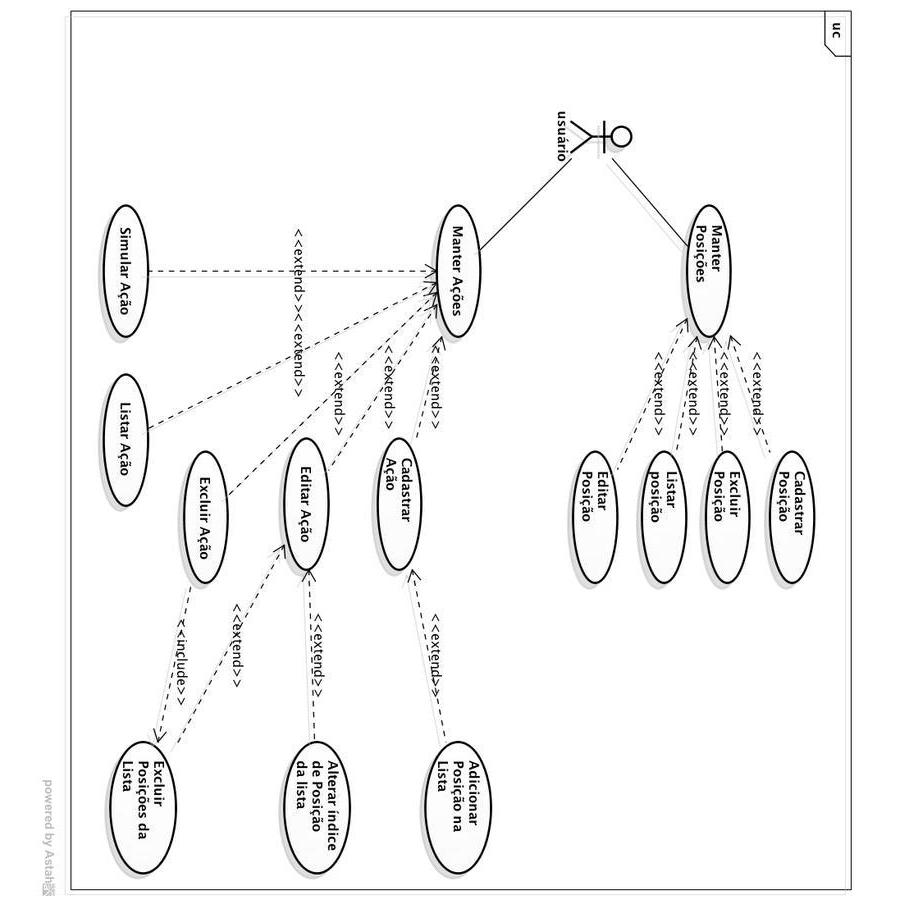 uc
Cadastrar
Posição
<<extend>>
Manter
Posições
<<extend>>
Excluir
Posição
<<extend>>
Listar
posição
<<extend>>
Editar
Posição
usuário
Manter Ações
<<extend>>
<<extend>>
Adicionar
Posição na
Lista
Cadastrar
Ação
<<extend>>
<<extend>>
Editar Ação
<<extend>>
Alterar índice
de Posição
da lista
<<extend>>
<<extend>>
<<extend>>
Excluir Ação
<<include>>
Excluir
Posições da
Lista
Simular Ação
Listar Ação
powered by Astah